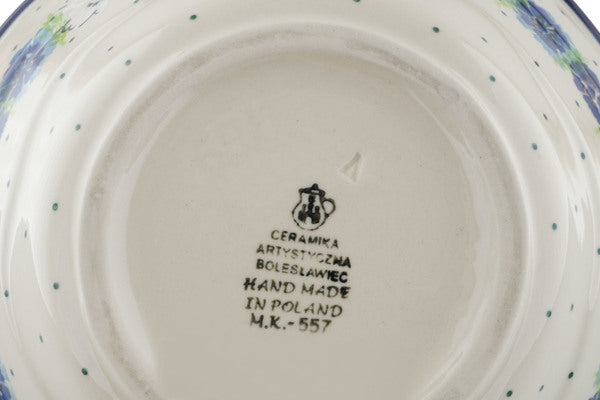 CERAMIKA
ARTYSTYCZNA
BOLESŁAWIEC
HAND MADE
IN POLAND
M.K.-557